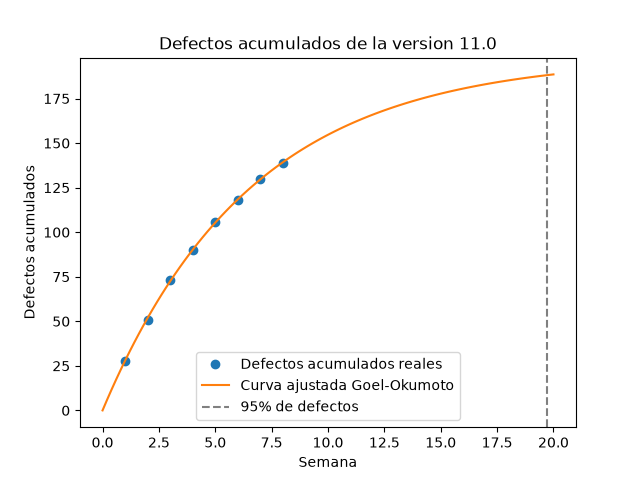 Defectos acumulados de la version 11.0
Defectos acumulados
175
150
125
100
75
50
25
0
Defectos acumulados reales
Curva ajustada Goel-Okumoto
95% de defectos
0.0 2.5 5.0 7.5 10.0 12.5 15.0 17.5 20.0
Semana